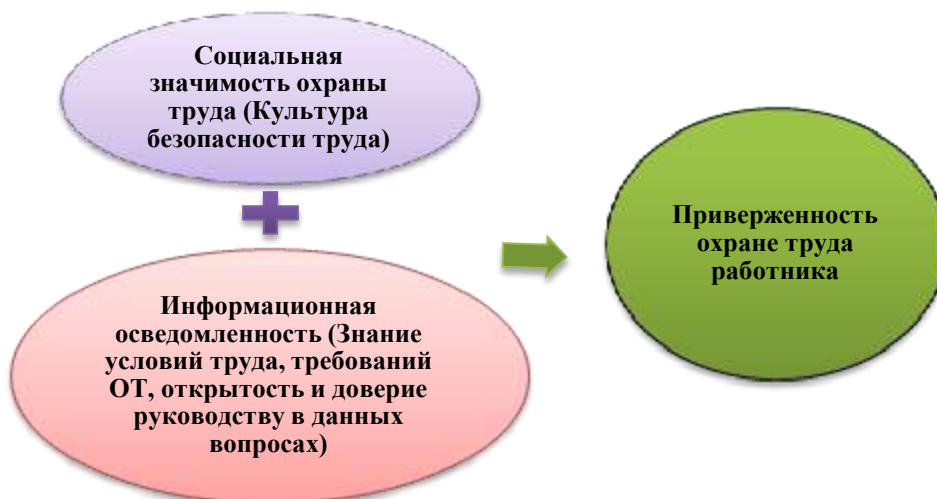 Социальная
значимость охраны
труда (Культура
безопасности труда)
Информационная
осведомленность (Знание
условий труда, требований
ОТ, открытость и доверие
руководству в данных
вопросах)
Приверженность
охране труда
работника